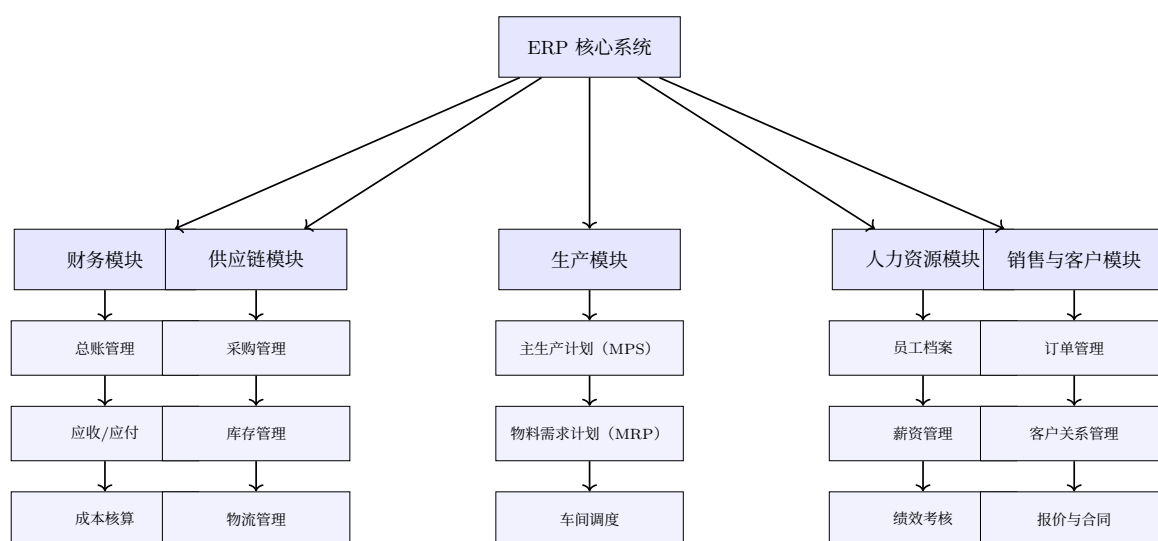 ERP 核心系统
财务模块
供应链模块
生产模块
人力资源模块
销售与客户模块
总账管理
采购管理
主生产计划（MPS）
员工档案
订单管理
应收/应付
库存管理
物料需求计划（MRP）
薪资管理
客户关系管理
成本核算
物流管理
车间调度
绩效考核
报价与合同